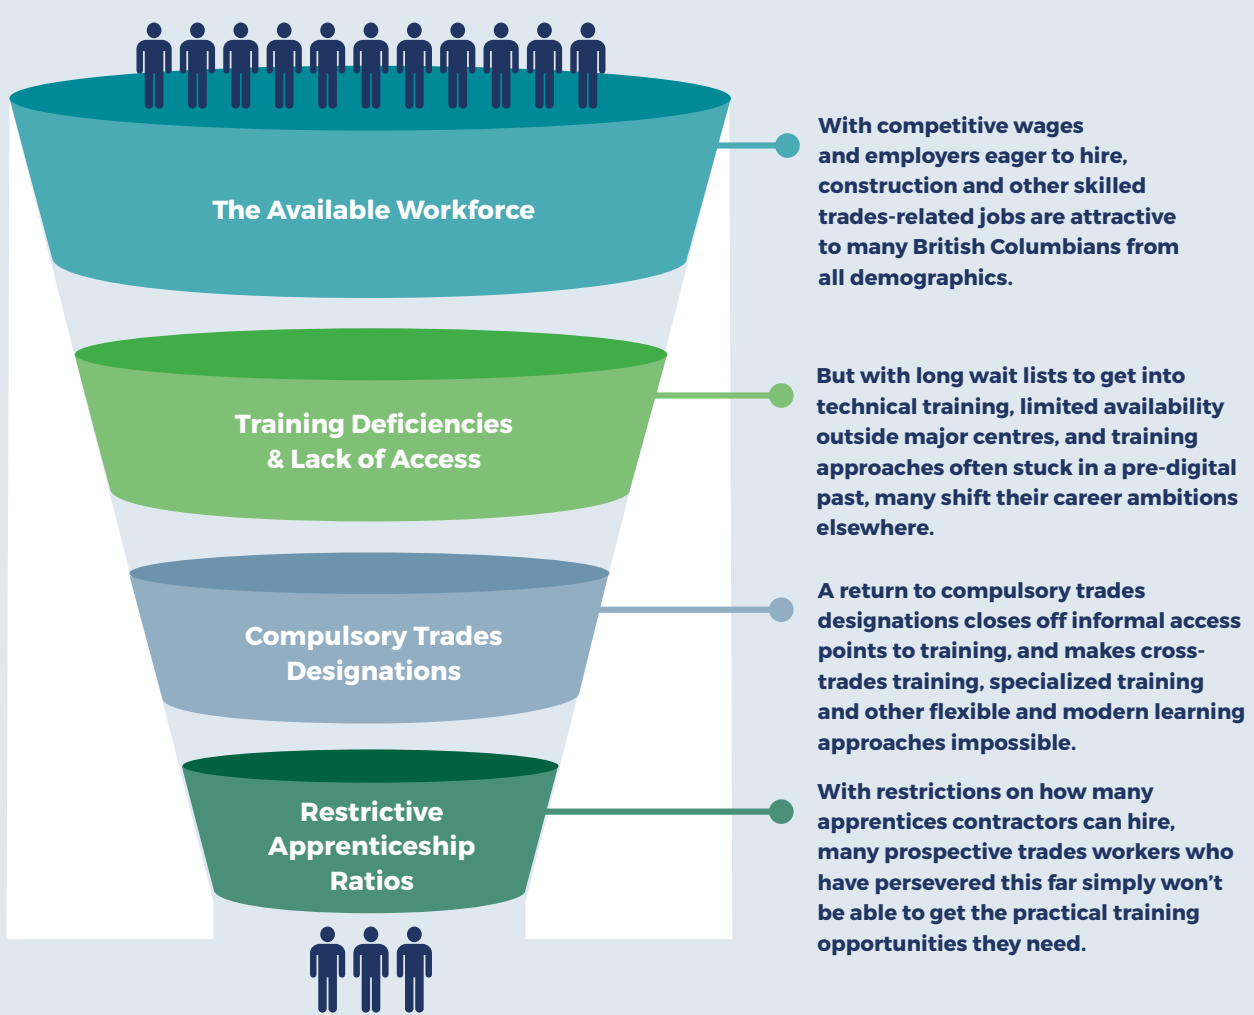 The Available Workforce
With competitive wages
and employers eager to hire,
construction and other skilled
trades-related jobs are attractive
to many British Columbians from
all demographics.
Training Deficiencies
& Lack of Access
But with long wait lists to get into
technical training, limited availability
outside major centres, and training
approaches often stuck in a pre-digital
past, many shift their career ambitions
elsewhere.
Compulsory Trades
Designations
A return to compulsory trades
designations closes off informal access
points to training, and makes cross-
trades training, specialized training
and other flexible and modern learning
approaches impossible.
Restrictive
Apprenticeship
Ratios
With restrictions on how many
apprentices contractors can hire,
many prospective trades workers who
have persevered this far simply won’t
be able to get the practical training
opportunities they need.